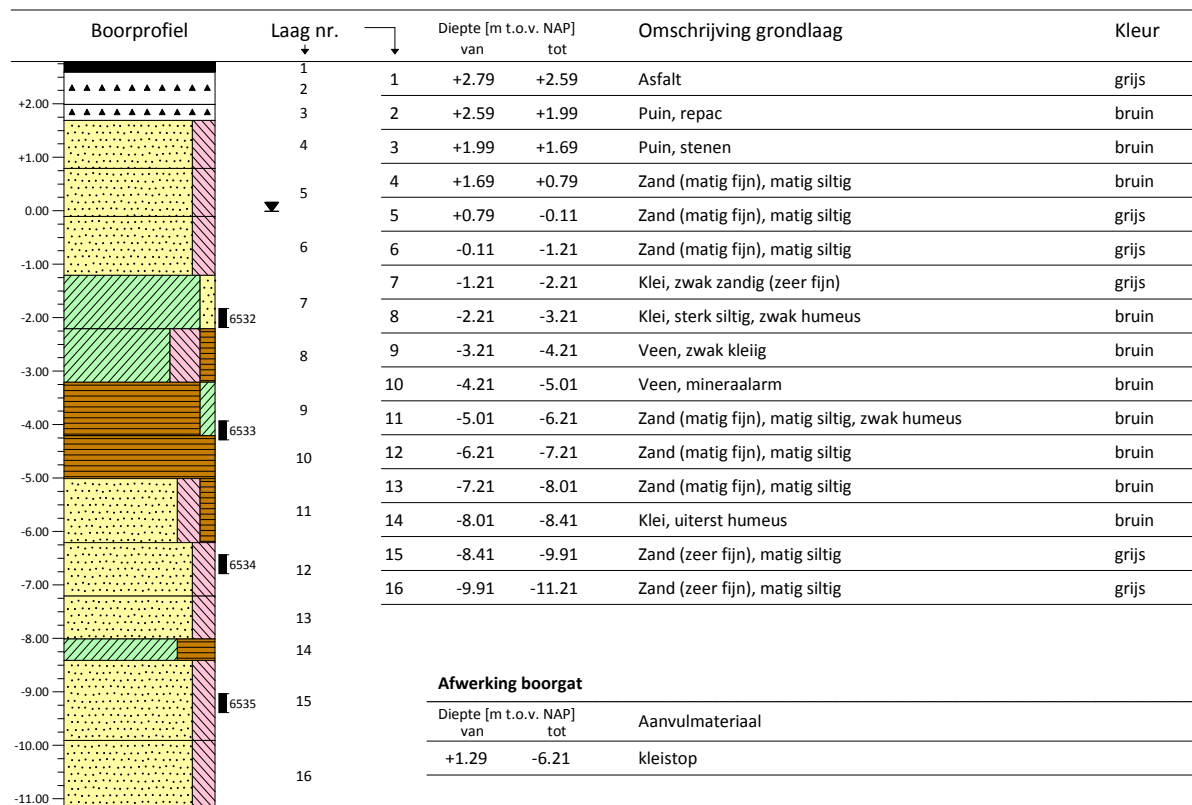 Boorprofiel Laag nr. Diepte [m t.o.v. NAP] Omschrijving grondlaag Kleur
van tot
1 +2.79 +2.59 Asfalt grijs
2 +2.59 +1.99 Puin, repac bruin
3 +1.99 +1.69 Puin, stenen bruin
4 +1.69 +0.79 Zand (matig fijn), matig siltig bruin
5 +0.79 -0.11 Zand (matig fijn), matig siltig grijs
6 -0.11 -1.21 Zand (matig fijn), matig siltig grijs
7 -1.21 -2.21 Klei, zwak zandig (zeer fijn) grijs
8 -2.21 -3.21 Klei, sterk siltig, zwak humeus bruin
9 -3.21 -4.21 Veen, zwak kleiig bruin
10 -4.21 -5.01 Veen, mineraalarm bruin
11 -5.01 -6.21 Zand (matig fijn), matig siltig, zwak humeus bruin
12 -6.21 -7.21 Zand (matig fijn), matig siltig bruin
13 -7.21 -8.01 Zand (matig fijn), matig siltig bruin
14 -8.01 -8.41 Klei, uiterst humeus bruin
15 -8.41 -9.91 Zand (zeer fijn), matig siltig grijs
16 -9.91 -11.21 Zand (zeer fijn), matig siltig grijs
1
2
+2.00
3
4
+1.00
5
0.00
6
-1.00
7
-2.00 6532
8
-3.00
9
-4.00 6533
10
-5.00
11
-6.00
6534
12
-7.00
13
-8.00
14
-9.00
6535 15
-10.00
16
-11.00
Afwerking boorgat
Diepte [m t.o.v. NAP] Aanvulmateriaal
van tot
+1.29 -6.21 kleistop